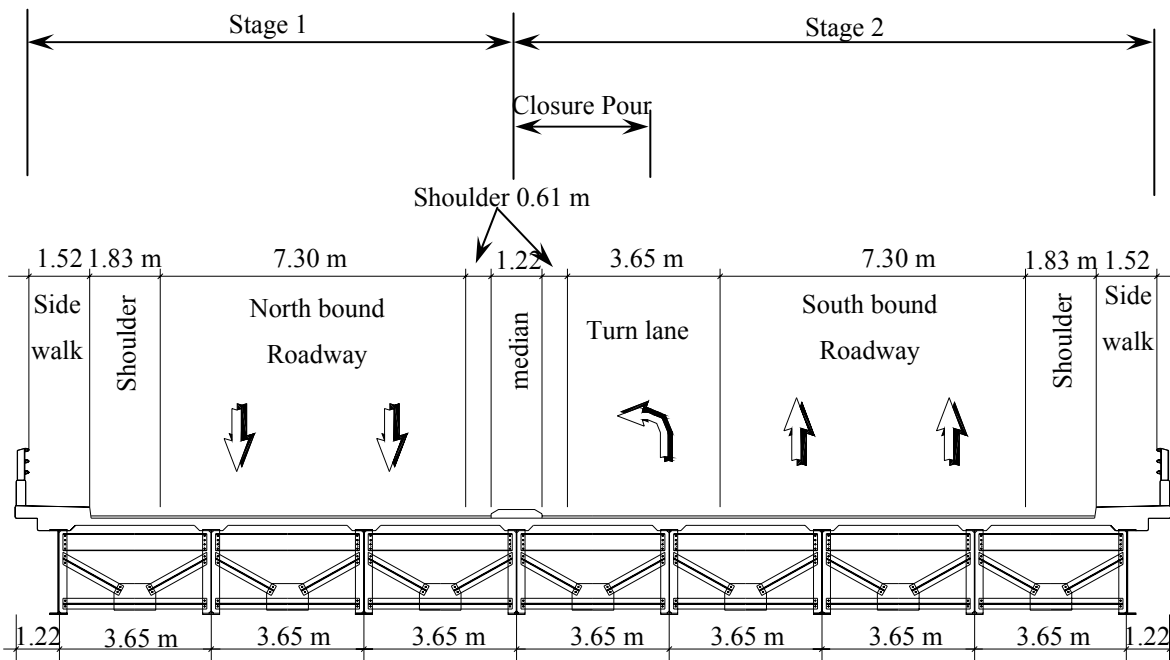 Stage 1
Stage 2
Closure Pour
Shoulder 0.61 m
1.52 1.83 m 7.30 m 1.22 3.65 m 7.30 m 1.83 m 1.52
Side
walk
Shoulder
North bound
Roadway
median
Turn lane
South bound
Roadway
Shoulder
Side
walk
1.22 3.65 m 3.65 m 3.65 m 3.65 m 3.65 m 3.65 m 3.65 m 1.22